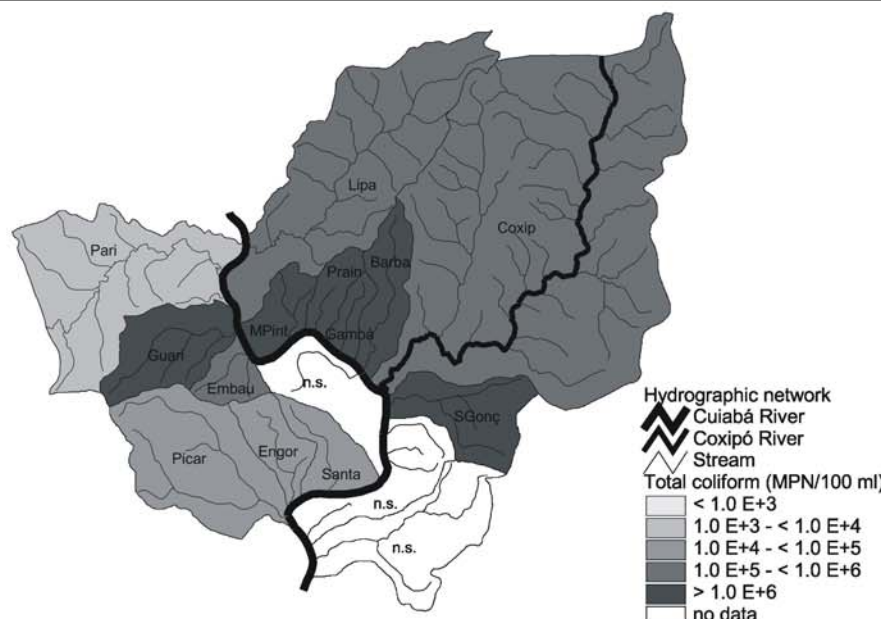 Lipa
Coxip
Pari
Barba
Prain
MPint
Gambá
Guari
n.s.
Embau
SGonç
Picar
Engor
Santa
n.s.
n.s.
Hydrographic network
Cuiabá River
Coxipó River
Stream
Total coliform (MPN/100 ml)
< 1.0 E+3
1.0 E+3 - < 1.0 E+4
1.0 E+4 - < 1.0 E+5
1.0 E+5 - < 1.0 E+6
> 1.0 E+6
no data